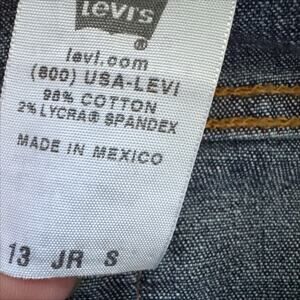 LEVI'S
®
levi.com
(800) USA-LEVI
98% COTTON
2% LYCRA® SPANDEX
MADE IN MEXICO
13 JR S